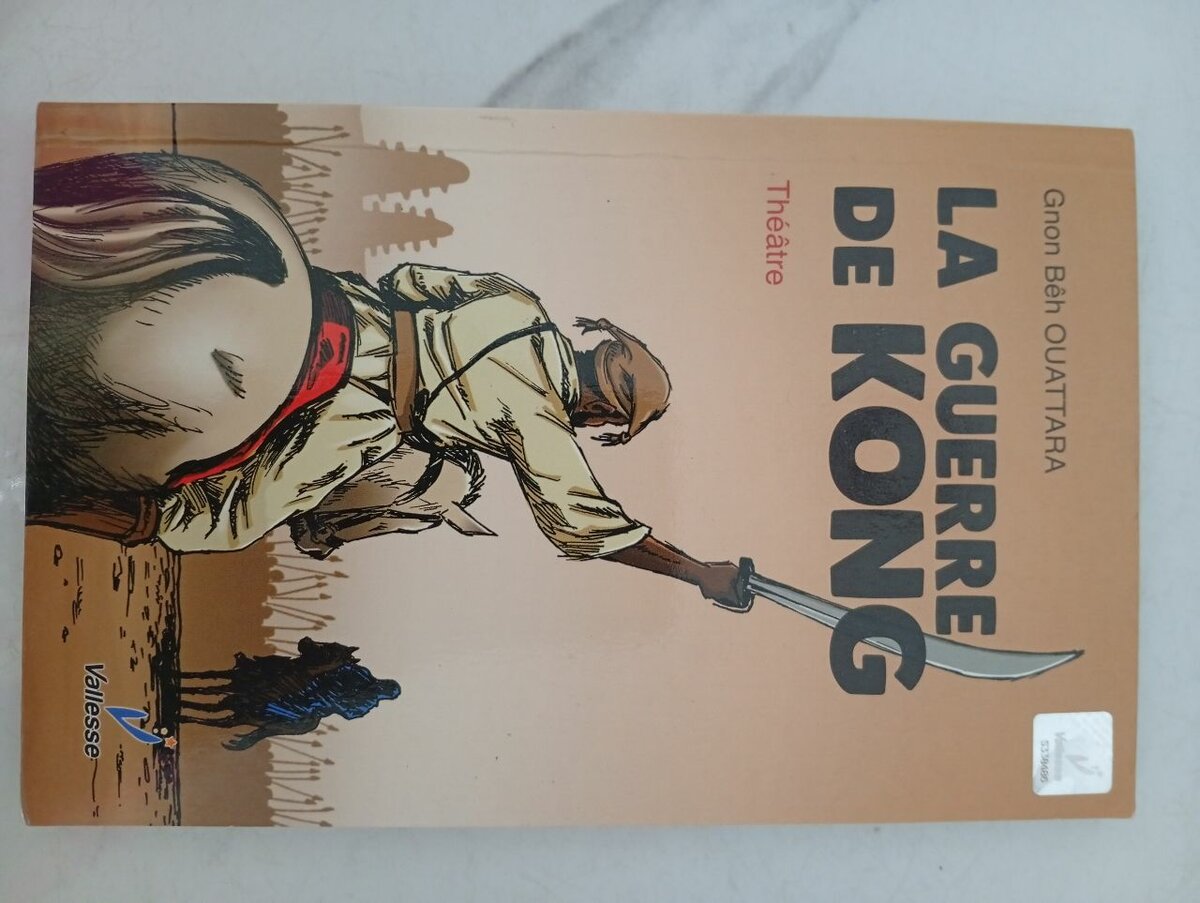 Gnon Bêh OUATTARA
LA GUERRE
DE KONG
Théâtre
Vallesse